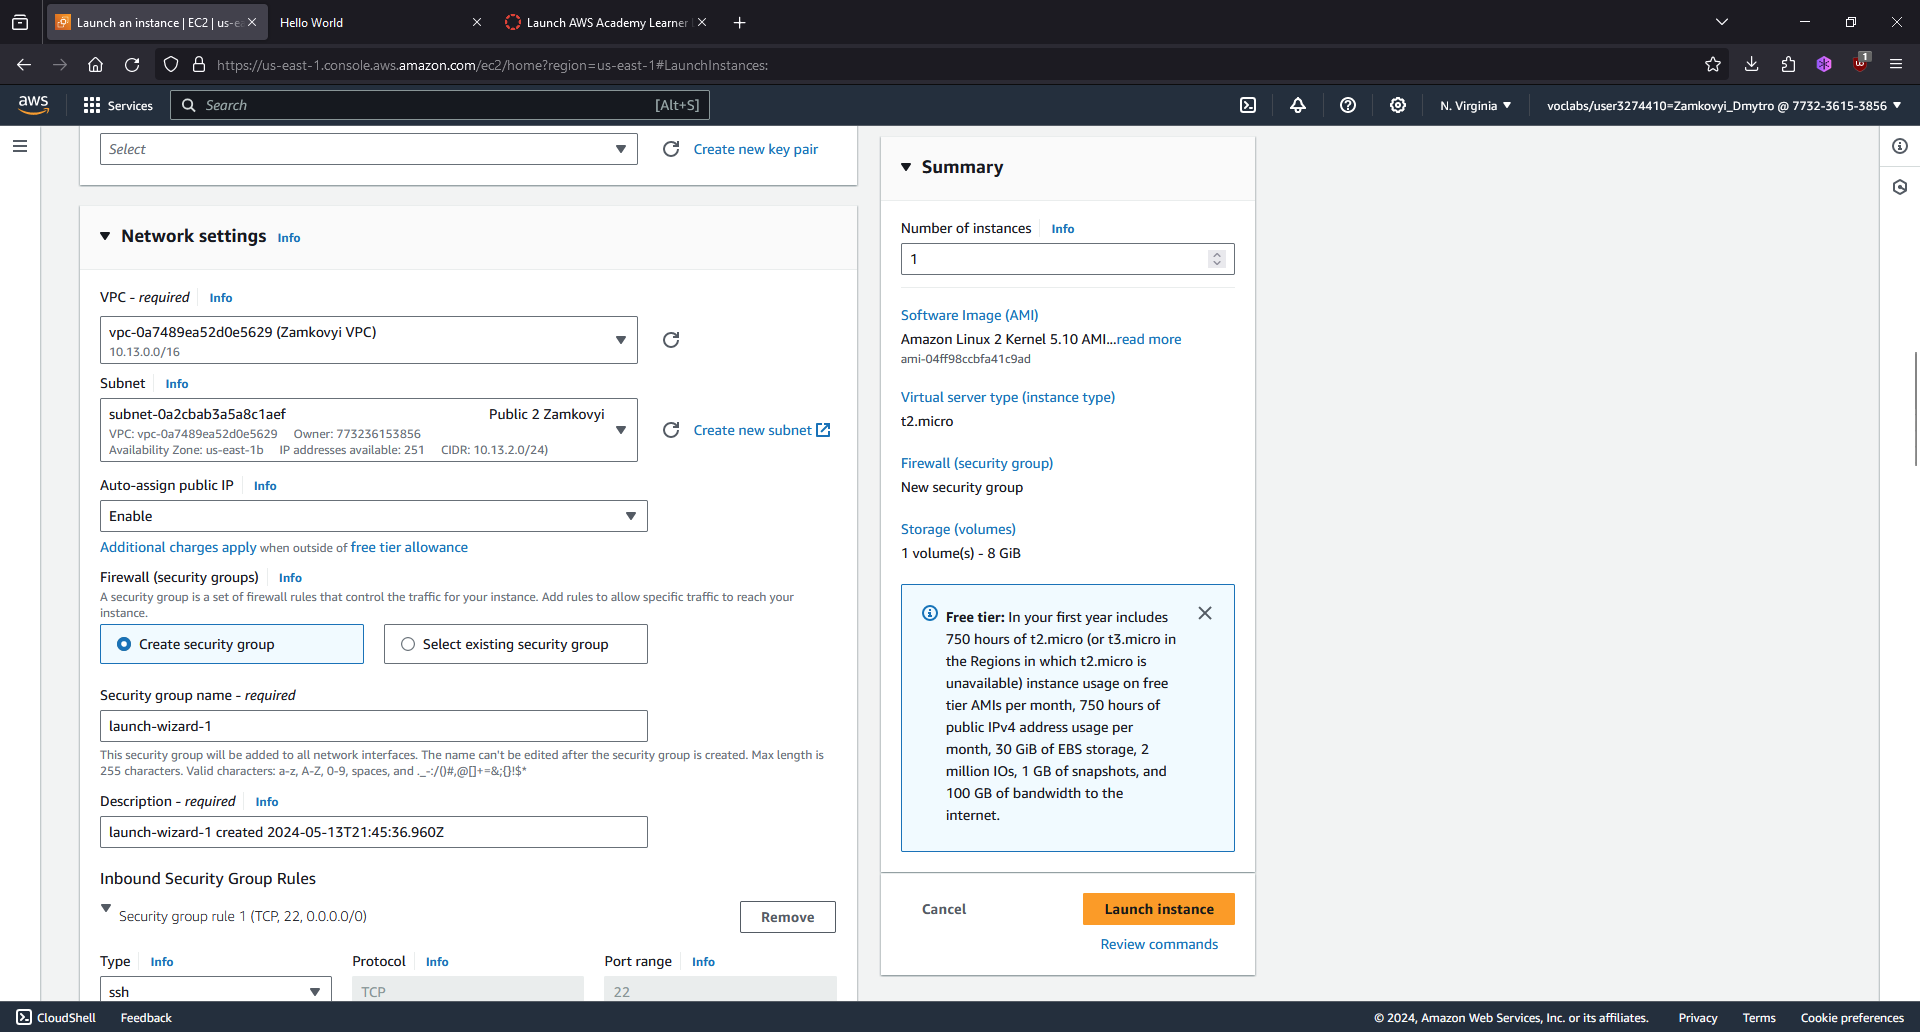 Launch an instance | EC2 | us-ea
Hello World
Launch AWS Academy Learner
https://us-east-1.console.aws.amazon.com/ec2/home?region=us-east-1#LaunchInstances:
1
aws
Services
Search
[Alt+S]
N. Virginia
voclabs/user3274410=Zamkovyi_Dmytro @ 7732-3615-3856
Select
Create new key pair
Network settings Info
VPC - required Info
vpc-0a7489ea52d0e5629 (Zamkovyi VPC)
10.13.0.0/16
Subnet Info
subnet-0a2cbab3a5a8c1aef Public 2 Zamkovyi
VPC: vpc-0a7489ea52d0e5629 Owner: 773236153856
Availability Zone: us-east-1b IP addresses available: 251 CIDR: 10.13.2.0/24)
Create new subnet
Auto-assign public IP Info
Enable
Additional charges apply when outside of free tier allowance
Firewall (security groups) Info
A security group is a set of firewall rules that control the traffic for your instance. Add rules to allow specific traffic to reach your
instance.
Create security group
Select existing security group
Security group name - required
launch-wizard-1
This security group will be added to all network interfaces. The name can't be edited after the security group is created. Max length is
255 characters. Valid characters: a-z, A-Z, 0-9, spaces, and ._-:/()#,@[]+=&;{}!$*
Description - required Info
launch-wizard-1 created 2024-05-13T21:45:36.960Z
Inbound Security Group Rules
Security group rule 1 (TCP, 22, 0.0.0.0/0)
Remove
Type Info
Protocol Info
Port range Info
ssh
TCP
22
Summary
Number of instances Info
1
Software Image (AMI)
Amazon Linux 2 Kernel 5.10 AMI...read more
ami-04ff98ccbfa41c9ad
Virtual server type (instance type)
t2.micro
Firewall (security group)
New security group
Storage (volumes)
1 volume(s) - 8 GiB
Free tier: In your first year includes
750 hours of t2.micro (or t3.micro in
the Regions in which t2.micro is
unavailable) instance usage on free
tier AMIs per month, 750 hours of
public IPv4 address usage per
month, 30 GiB of EBS storage, 2
million IOs, 1 GB of snapshots, and
100 GB of bandwidth to the
internet.
Cancel
Launch instance
Review commands
CloudShell
Feedback
© 2024, Amazon Web Services, Inc. or its affiliates.
Privacy
Terms
Cookie preferences